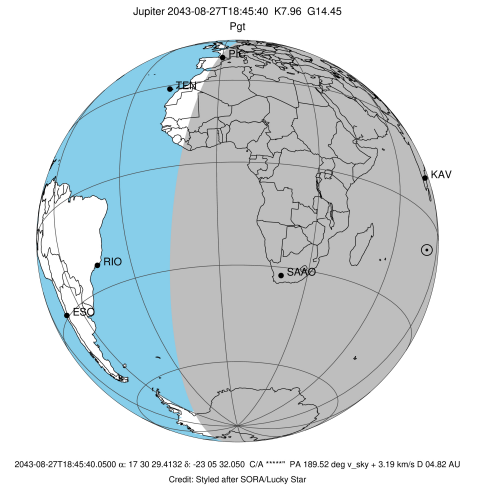 Jupiter 2043-08-27T18:45:40 K7.96 G14.45
Pgt
PIC
TEN
KAV
RIO
SAAO
ESO
2043-08-27T18:45:40.0500 α: 17 30 29.4132 δ: -23 05 32.050 C/A *****" PA 189.52 deg v_sky + 3.19 km/s D 04.82 AU
Credit: Styled after SORA/Lucky Star